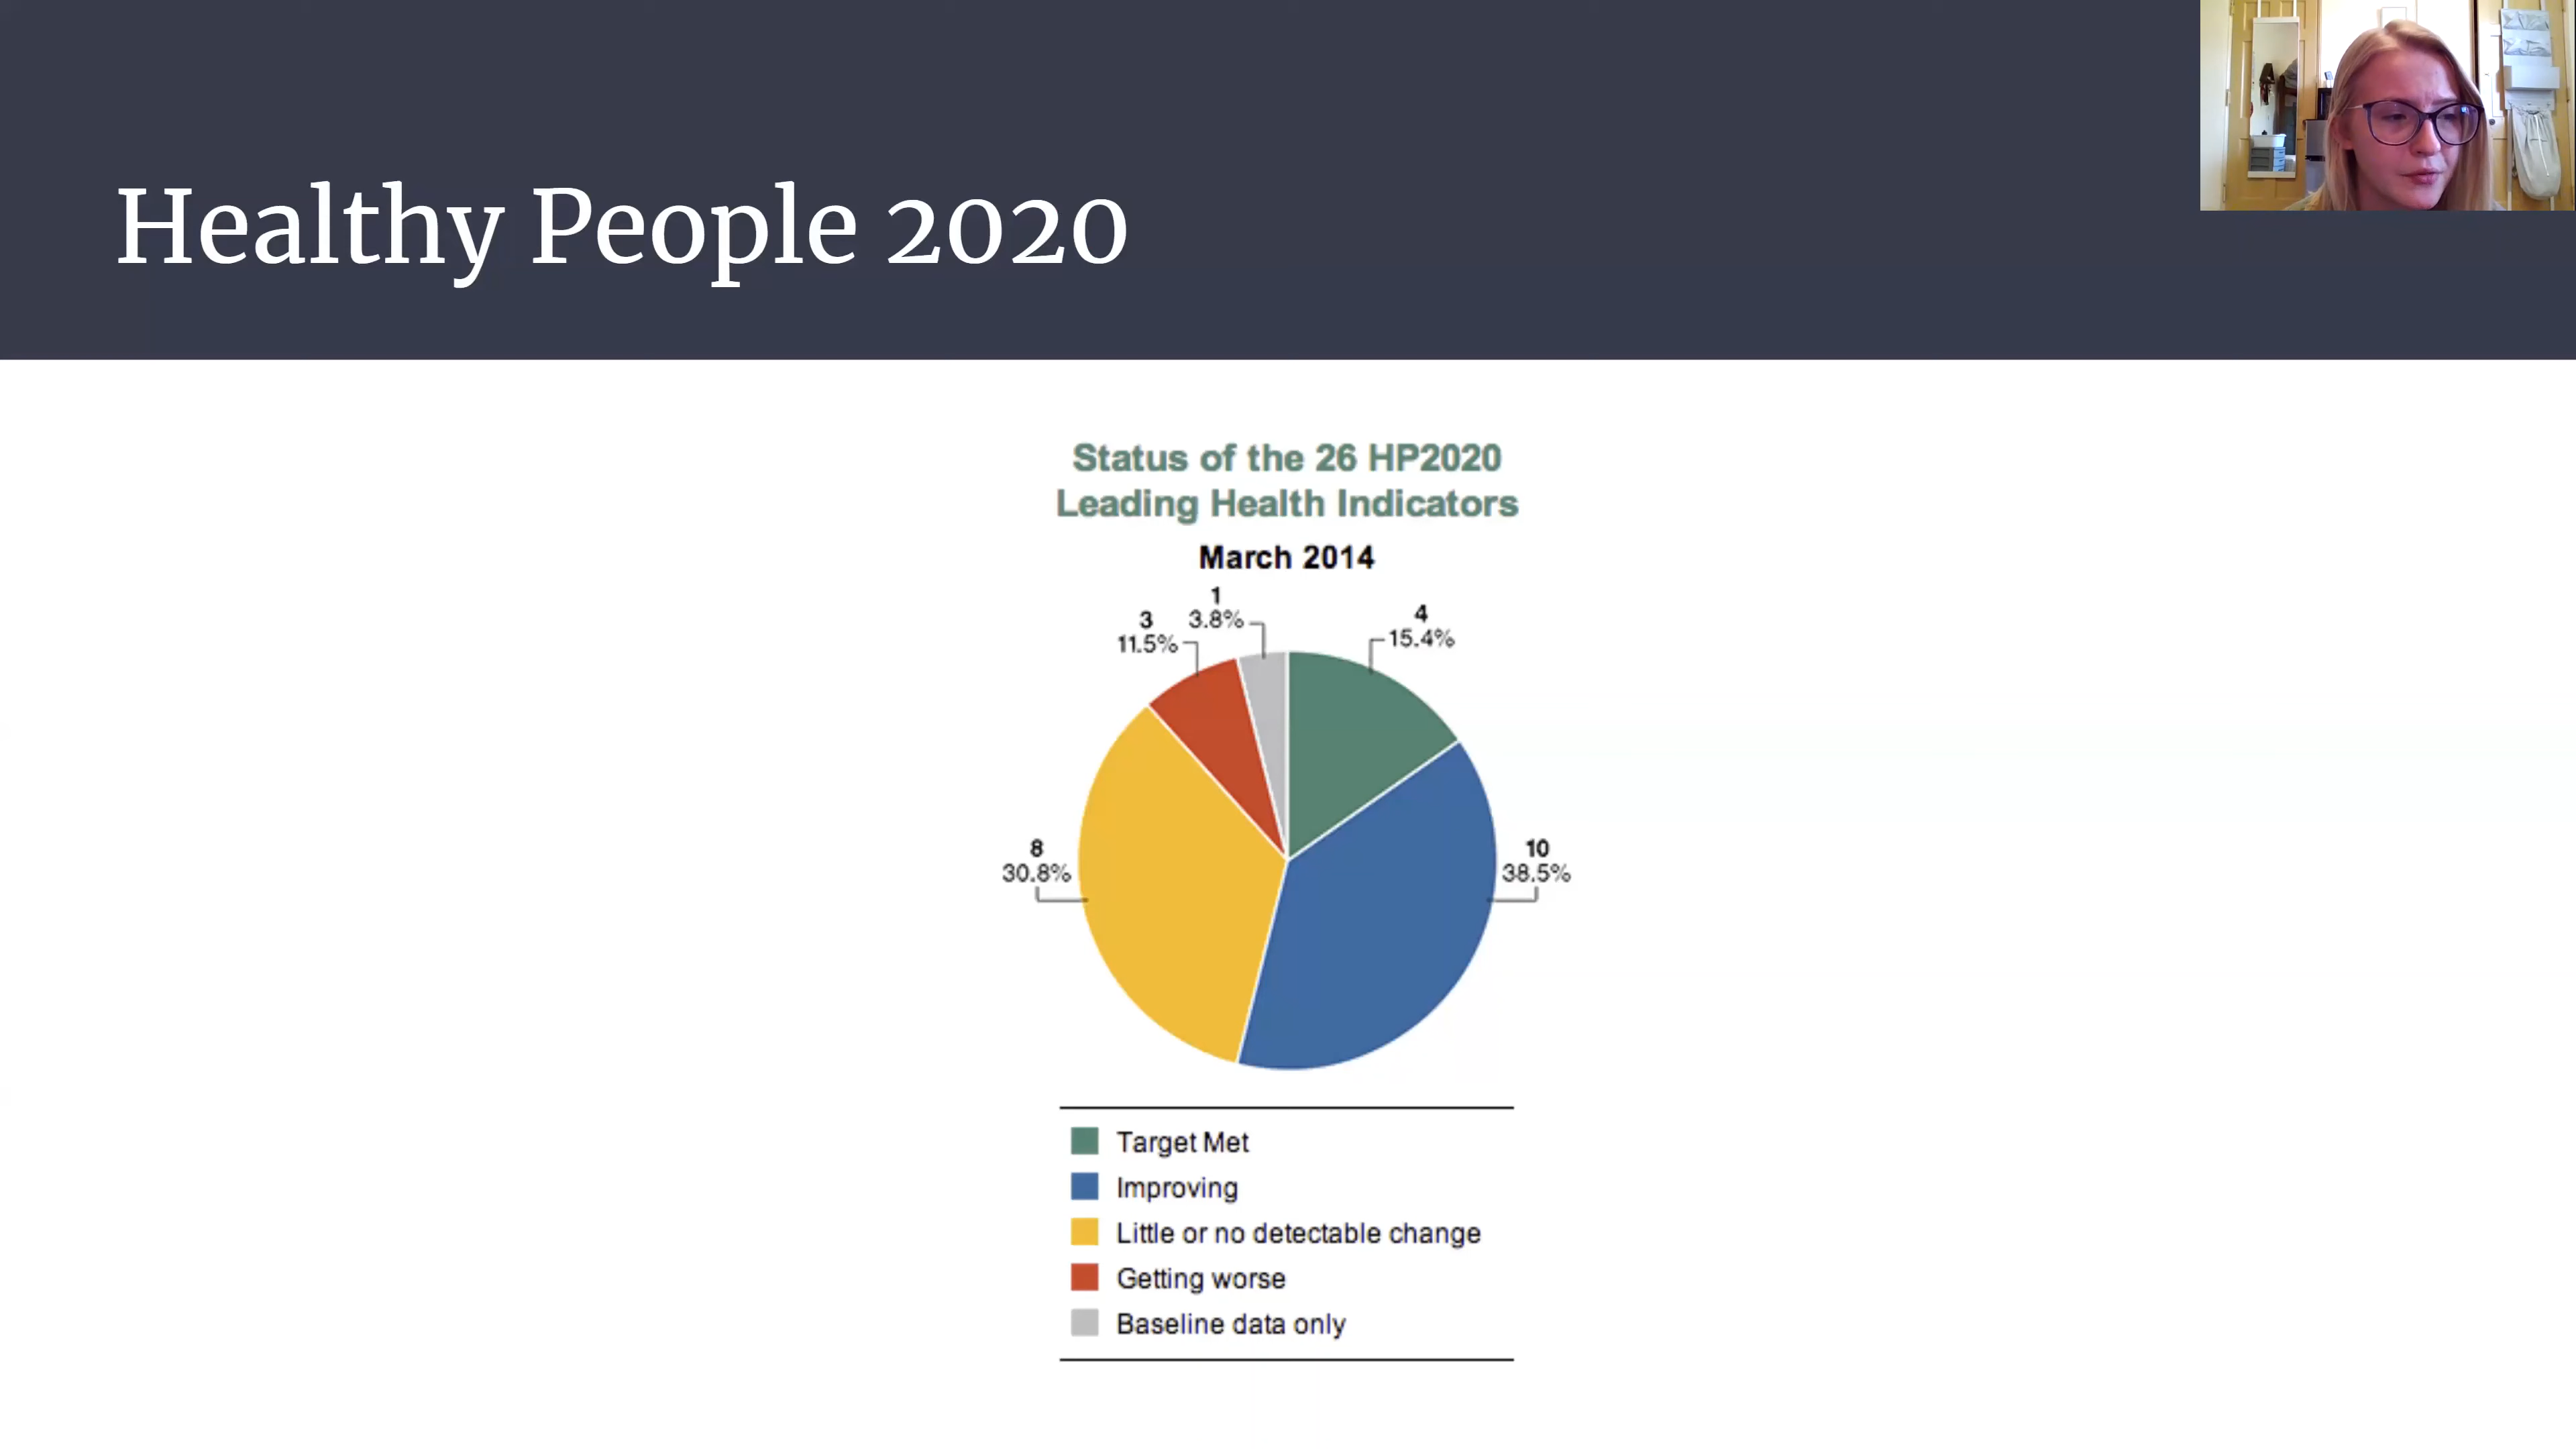 Healthy People 2020
Status of the 26 HP2020
Leading Health Indicators
March 2014
1
3.8%
3
11.5%
4
15.4%
8
30.8%
10
38.5%
Target Met
Improving
Little or no detectable change
Getting worse
Baseline data only